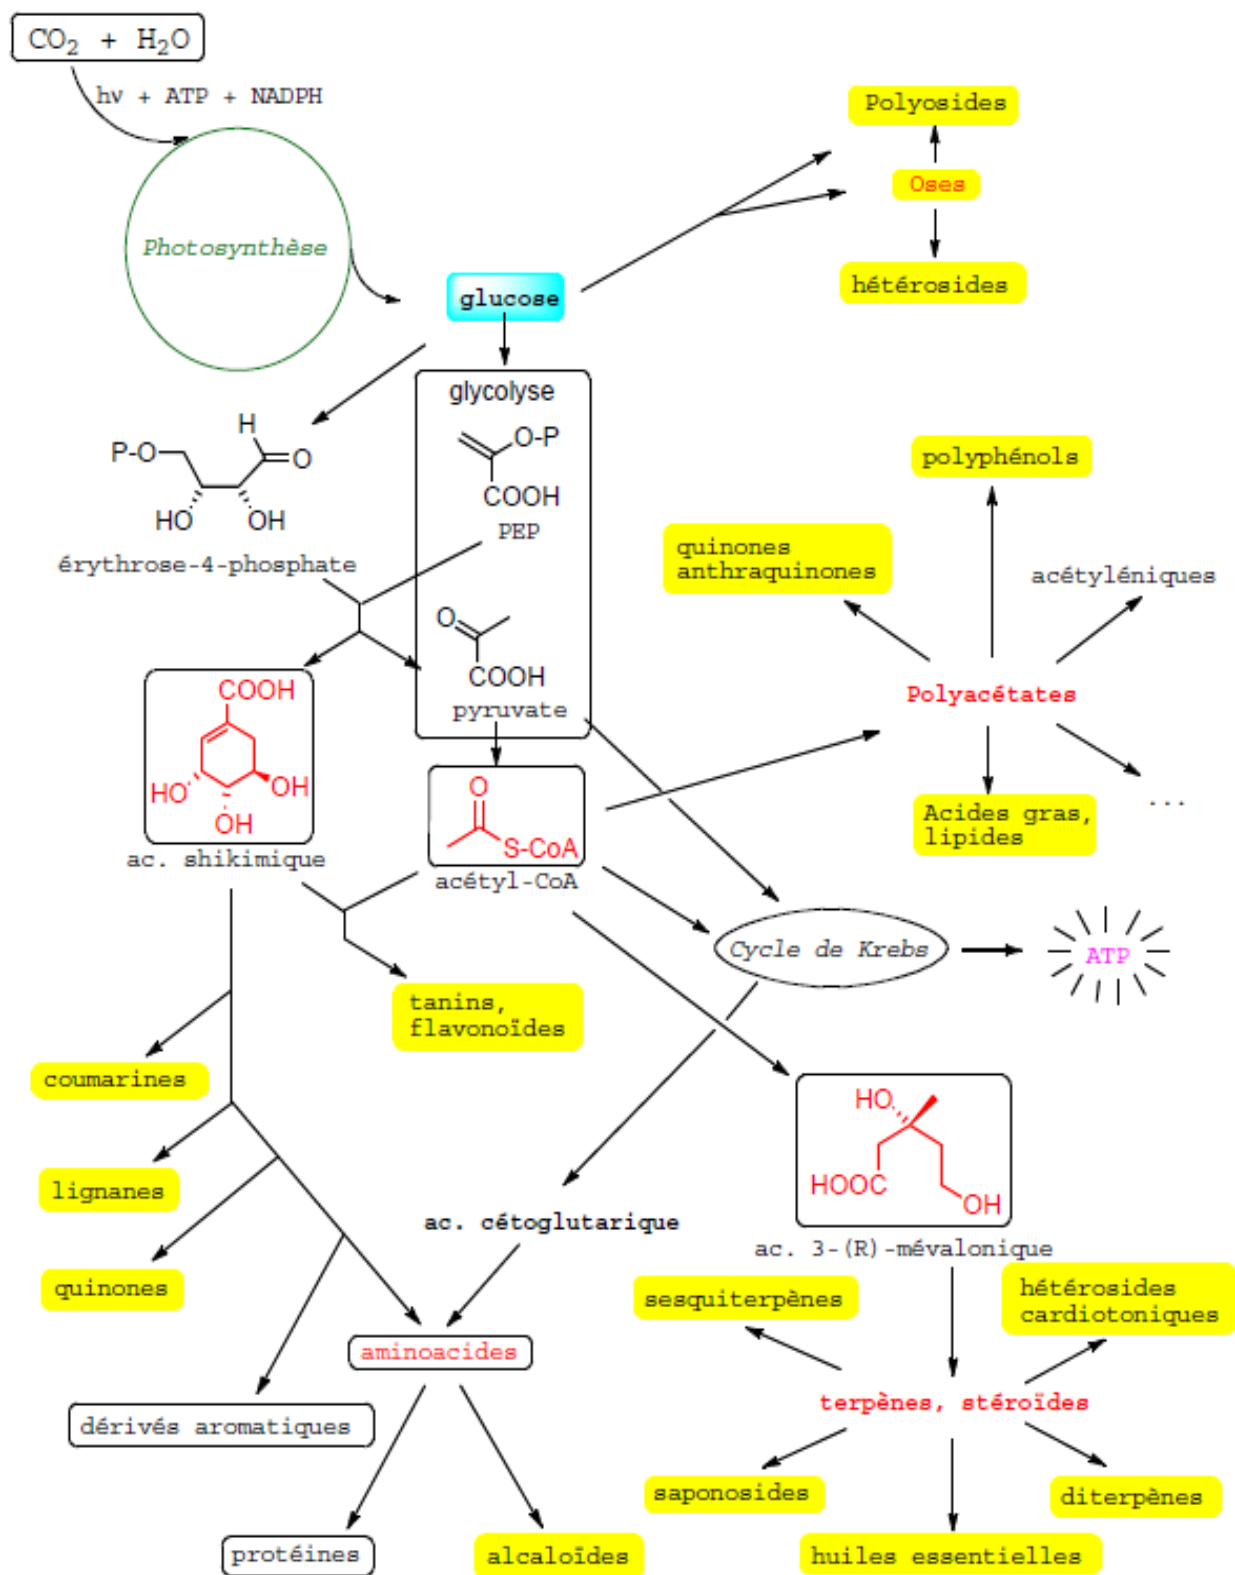 CO₂ + H₂O
hν + ATP + NADPH
Photosynthèse
Polyosides
Oses
hétérosides
glucose
glycolyse
O-P
COOH
PEP
H
P-O
O
HO
OH
érythrose-4-phosphate
O
COOH
pyruvate
polyphénols
quinones
anthraquinones
acétyléniques
Polyacétates
Acides gras,
lipides
...
COOH
HO
OH
OH
ac. shikimique
O
S-CoA
acétyl-CoA
Cycle de Krebs
ATP
tanins,
flavonoïdes
coumarines
lignanes
quinones
HO
HOOC
OH
ac. 3-(R)-mévalonique
ac. cétoglutarique
sesquiterpènes
hétérosides
cardiotoniques
aminoacides
terpènes, stéroïdes
dérivés aromatiques
saponosides
diterpènes
protéines
alcaloïdes
huiles essentielles